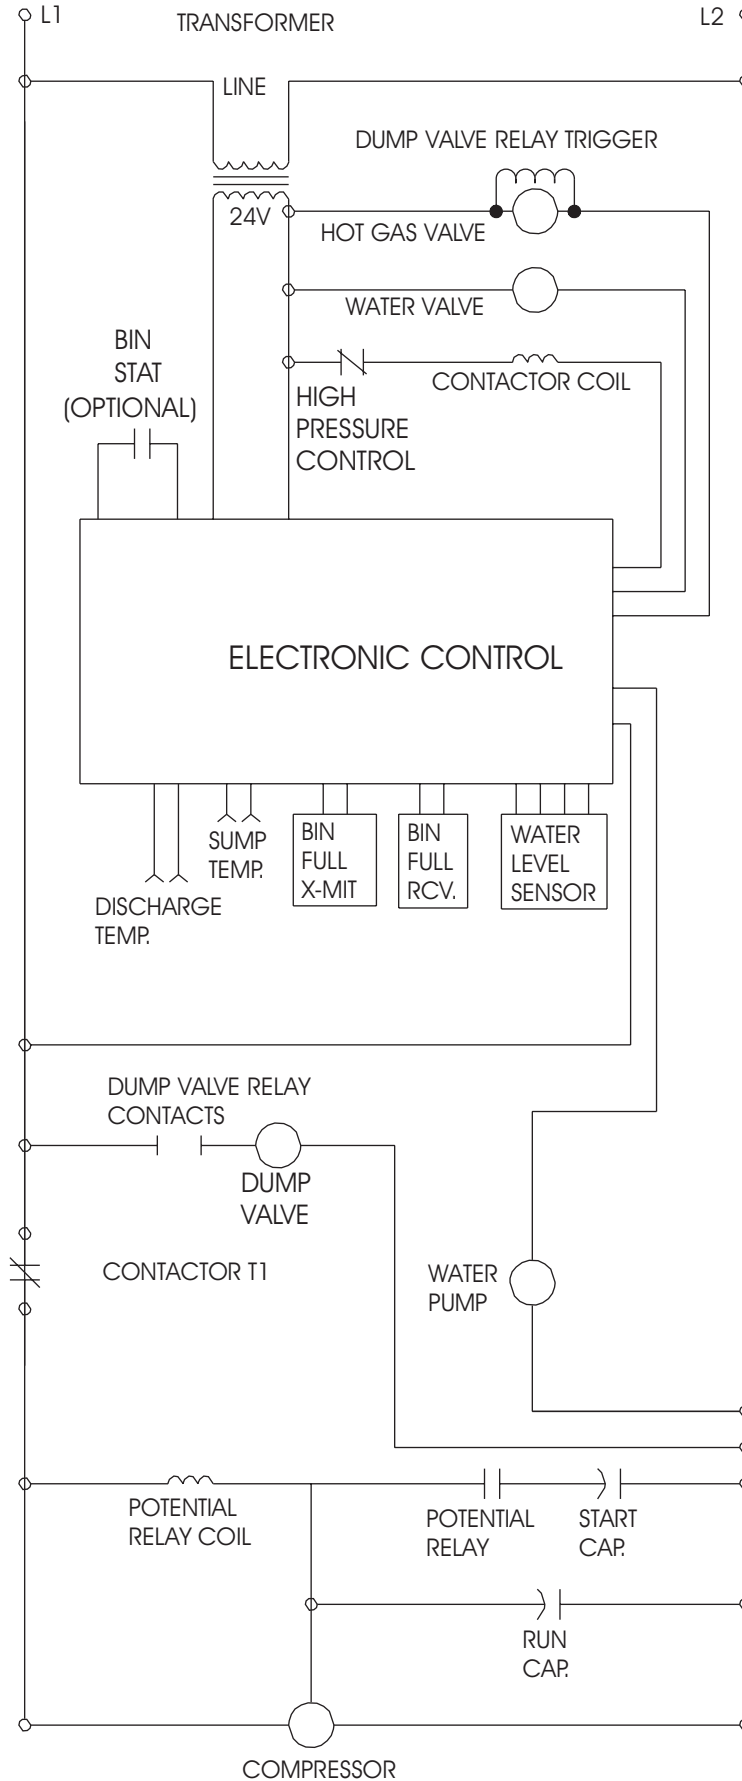 L1
TRANSFORMER
L2
LINE
DUMP VALVE RELAY TRIGGER
24V
HOT GAS VALVE
WATER VALVE
BIN
STAT
(OPTIONAL)
CONTACTOR COIL
HIGH
PRESSURE
CONTROL
ELECTRONIC CONTROL
SUMP
TEMP.
BIN
FULL
X-MIT
BIN
FULL
RCV.
WATER
LEVEL
SENSOR
DISCHARGE
TEMP.
DUMP VALVE RELAY
CONTACTS
DUMP
VALVE
CONTACTOR T1
WATER
PUMP
POTENTIAL
RELAY COIL
POTENTIAL
RELAY
START
CAP.
RUN
CAP.
COMPRESSOR